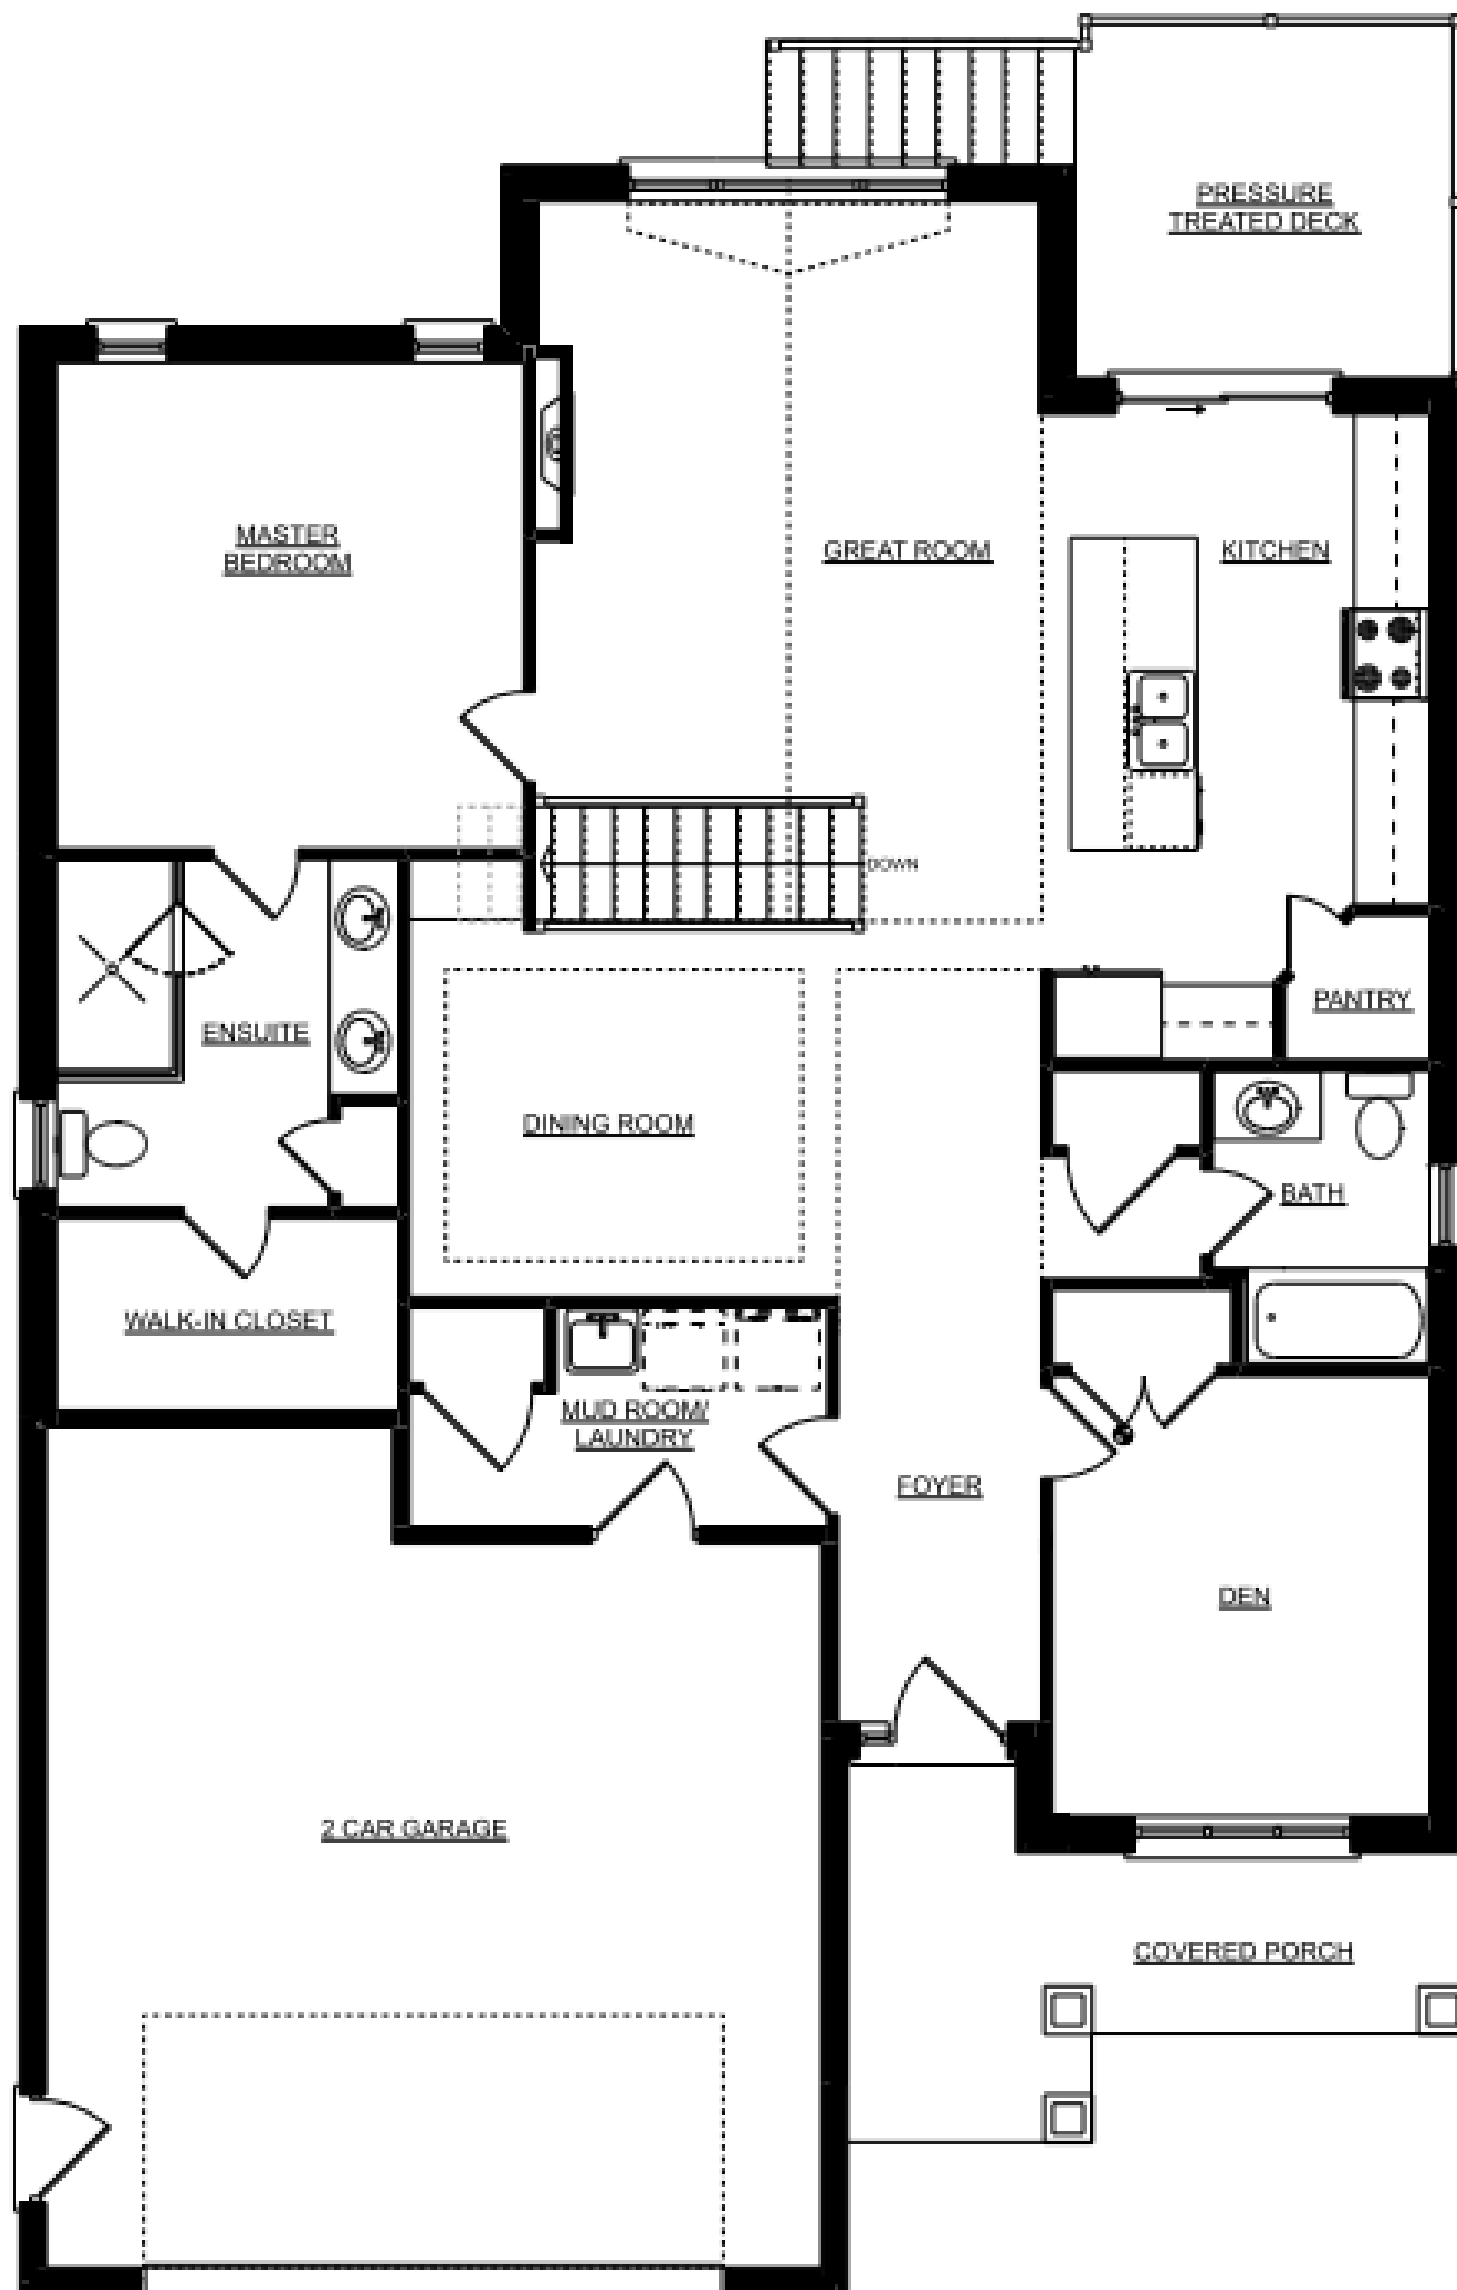 PRESSURE
TREATED DECK
MASTER
BEDROOM
GREAT ROOM
KITCHEN
DOWN
PANTRY
ENSUITE
DINING ROOM
BATH
WALK-IN CLOSET
MUD ROOM/
LAUNDRY
FOYER
DEN
2 CAR GARAGE
COVERED PORCH